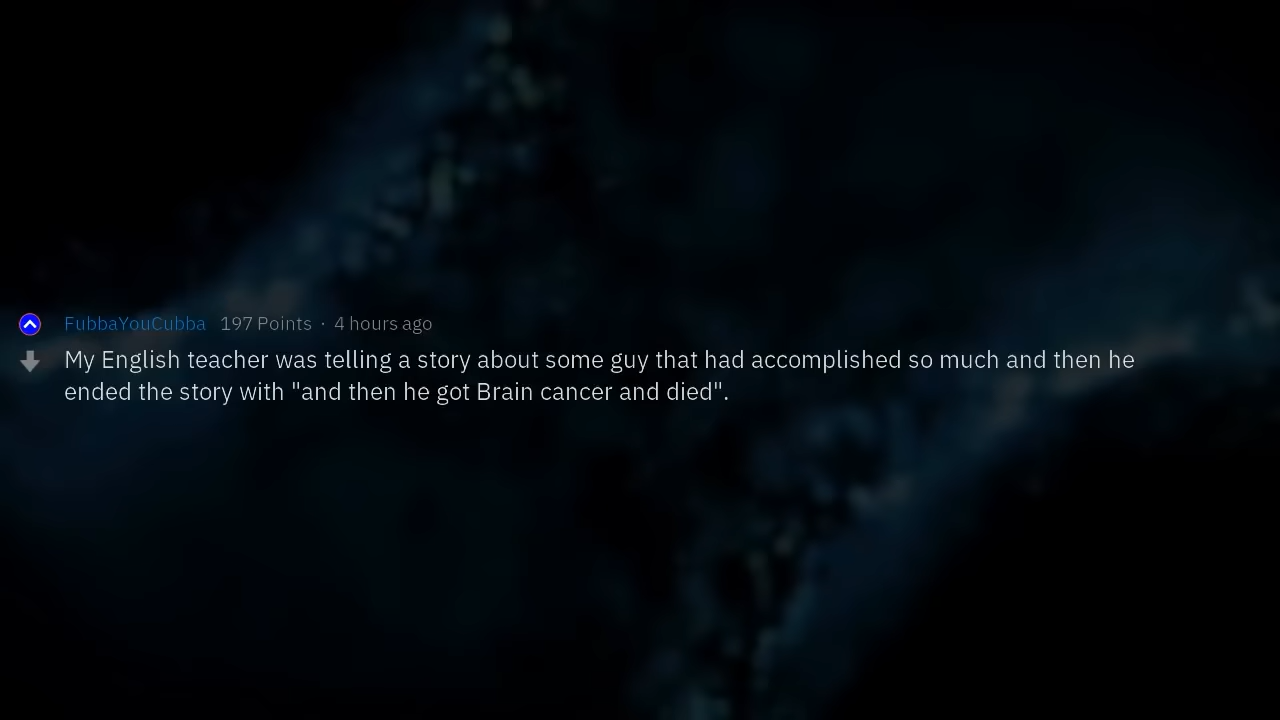 FubbaYouCubba 197 Points · 4 hours ago
My English teacher was telling a story about some guy that had accomplished so much and then he
ended the story with "and then he got Brain cancer and died".